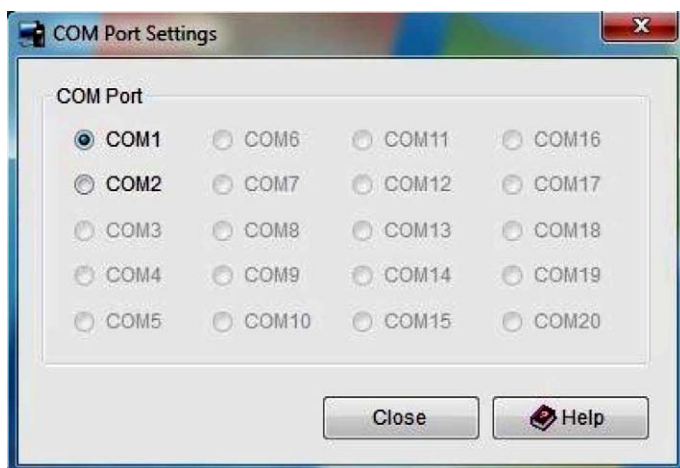 COM Port Settings
COM Port
COM1 COM6 COM11 COM16
COM2 COM7 COM12 COM17
COM3 COM8 COM13 COM18
COM4 COM9 COM14 COM19
COM5 COM10 COM15 COM20
Close Help